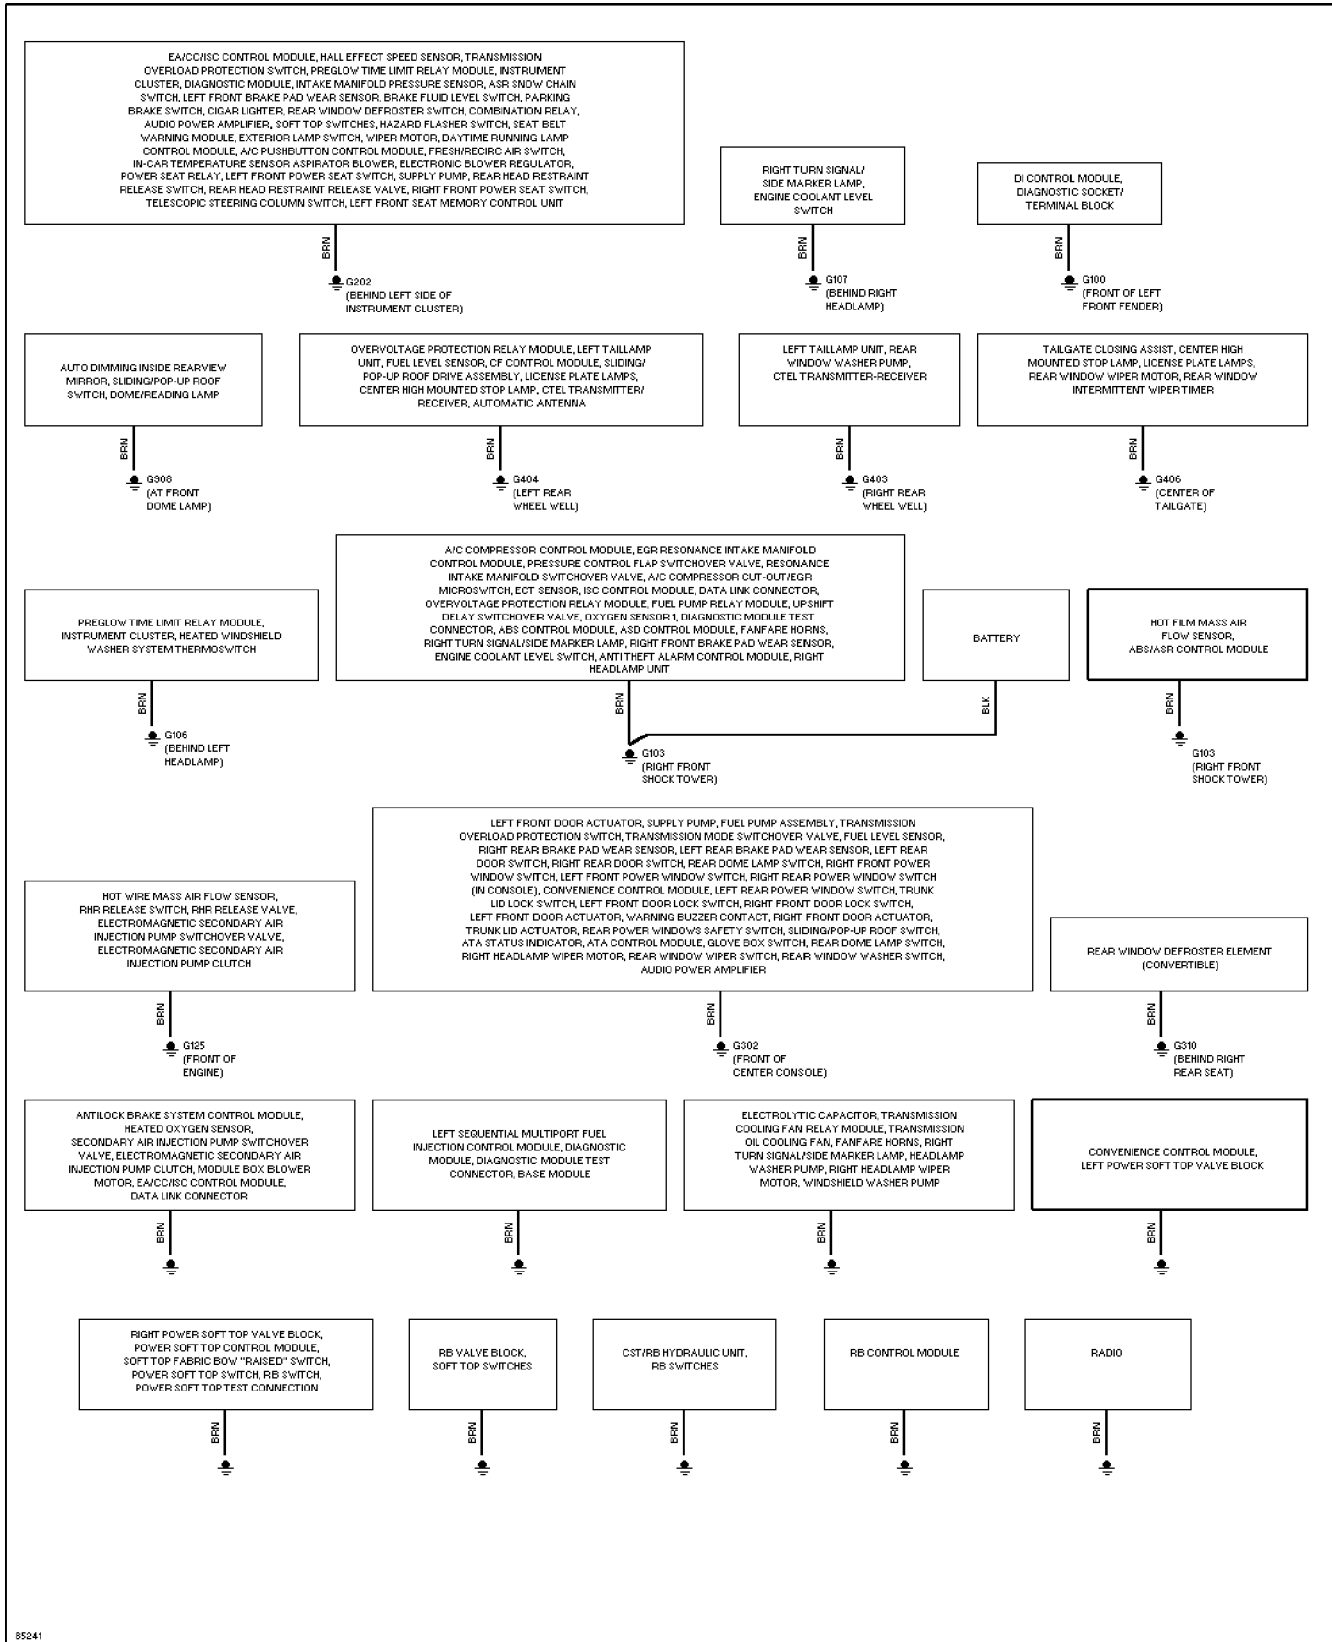 EA/CC/ISC CONTROL MODULE, HALL EFFECT SPEED SENSOR, TRANSMISSION
OVERLOAD PROTECTION SWITCH, PREGLOW TIME LIMIT RELAY MODULE, INSTRUMENT
CLUSTER, DIAGNOSTIC MODULE, INTAKE MANIFOLD PRESSURE SENSOR, ASR SNOW CHAIN
SWITCH, LEFT FRONT BRAKE PAD WEAR SENSOR, BRAKE FLUID LEVEL SWITCH, PARKING
BRAKE SWITCH, CIGAR LIGHTER, REAR WINDOW DEFROSTER SWITCH, COMBINATION RELAY,
AUDIO POWER AMPLIFIER, SOFT TOP SWITCHES, HAZARD FLASHER SWITCH, SEAT BELT
WARNING MODULE, EXTERIOR LAMP SWITCH, WIPER MOTOR, DAYTIME RUNNING LAMP
CONTROL MODULE, A/C PUSHBUTTON CONTROL MODULE, FRESH/RECIRC AIR SWITCH,
IN-CAR TEMPERATURE SENSOR ASPIRATOR BLOWER, ELECTRONIC BLOWER REGULATOR,
POWER SEAT RELAY, LEFT FRONT POWER SEAT SWITCH, SUPPLY PUMP, REAR HEAD RESTRAINT
RELEASE SWITCH, REAR HEAD RESTRAINT RELEASE VALVE, RIGHT FRONT POWER SEAT SWITCH,
TELESCOPIC STEERING COLUMN SWITCH, LEFT FRONT SEAT MEMORY CONTROL UNIT
BRN
G202
(BEHIND LEFT SIDE OF
INSTRUMENT CLUSTER)
RIGHT TURN SIGNAL/
SIDE MARKER LAMP,
ENGINE COOLANT LEVEL
SWITCH
BRN
G107
(BEHIND RIGHT
HEADLAMP)
DI CONTROL MODULE,
DIAGNOSTIC SOCKET/
TERMINAL BLOCK
BRN
G100
(FRONT OF LEFT
FRONT FENDER)
AUTO DIMMING INSIDE REARVIEW
MIRROR, SLIDING/POP-UP ROOF
SWITCH, DOME/READING LAMP
BRN
G308
(AT FRONT
DOME LAMP)
OVERVOLTAGE PROTECTION RELAY MODULE, LEFT TAILLAMP
UNIT, FUEL LEVEL SENSOR, CF CONTROL MODULE, SLIDING/
POP-UP ROOF DRIVE ASSEMBLY, LICENSE PLATE LAMPS,
CENTER HIGH MOUNTED STOP LAMP, CTEL TRANSMITTER/
RECEIVER, AUTOMATIC ANTENNA
BRN
G404
(LEFT REAR
WHEEL WELL)
LEFT TAILLAMP UNIT, REAR
WINDOW WASHER PUMP,
CTEL TRANSMITTER-RECEIVER
BRN
G403
(RIGHT REAR
WHEEL WELL)
TAILGATE CLOSING ASSIST, CENTER HIGH
MOUNTED STOP LAMP, LICENSE PLATE LAMPS,
REAR WINDOW WIPER MOTOR, REAR WINDOW
INTERMITTENT WIPER TIMER
BRN
G406
(CENTER OF
TAILGATE)
PREGLOW TIME LIMIT RELAY MODULE,
INSTRUMENT CLUSTER, HEATED WINDSHIELD
WASHER SYSTEM THERMOSWITCH
BRN
G106
(BEHIND LEFT
HEADLAMP)
A/C COMPRESSOR CONTROL MODULE, EGR RESONANCE INTAKE MANIFOLD
CONTROL MODULE, PRESSURE CONTROL FLAP SWITCHOVER VALVE, RESONANCE
INTAKE MANIFOLD SWITCHOVER VALVE, A/C COMPRESSOR CUT-OUT/EGR
MICROSWITCH, ECT SENSOR, ISC CONTROL MODULE, DATA LINK CONNECTOR,
OVERVOLTAGE PROTECTION RELAY MODULE, FUEL PUMP RELAY MODULE, UPSHIFT
DELAY SWITCHOVER VALVE, OXYGEN SENSOR 1, DIAGNOSTIC MODULE TEST
CONNECTOR, ABS CONTROL MODULE, ASD CONTROL MODULE, FANFARE HORNS,
RIGHT TURN SIGNAL/SIDE MARKER LAMP, RIGHT FRONT BRAKE PAD WEAR SENSOR,
ENGINE COOLANT LEVEL SWITCH, ANTITHEFT ALARM CONTROL MODULE, RIGHT
HEADLAMP UNIT
BRN
BATTERY
BLK
G103
(RIGHT FRONT
SHOCK TOWER)
HOT FILM MASS AIR
FLOW SENSOR,
ABS/ASR CONTROL MODULE
BRN
G103
(RIGHT FRONT
SHOCK TOWER)
HOT WIRE MASS AIR FLOW SENSOR,
RHR RELEASE SWITCH, RHR RELEASE VALVE,
ELECTROMAGNETIC SECONDARY AIR
INJECTION PUMP SWITCHOVER VALVE,
ELECTROMAGNETIC SECONDARY AIR
INJECTION PUMP CLUTCH
BRN
G125
(FRONT OF
ENGINE)
LEFT FRONT DOOR ACTUATOR, SUPPLY PUMP, FUEL PUMP ASSEMBLY, TRANSMISSION
OVERLOAD PROTECTION SWITCH, TRANSMISSION MODE SWITCHOVER VALVE, FUEL LEVEL SENSOR,
RIGHT REAR BRAKE PAD WEAR SENSOR, LEFT REAR BRAKE PAD WEAR SENSOR, LEFT REAR
DOOR SWITCH, RIGHT REAR DOOR SWITCH, REAR DOME LAMP SWITCH, RIGHT FRONT POWER
WINDOW SWITCH, LEFT FRONT POWER WINDOW SWITCH, RIGHT REAR POWER WINDOW SWITCH
(IN CONSOLE), CONVENIENCE CONTROL MODULE, LEFT REAR POWER WINDOW SWITCH, TRUNK
LID LOCK SWITCH, LEFT FRONT DOOR LOCK SWITCH, RIGHT FRONT DOOR LOCK SWITCH,
LEFT FRONT DOOR ACTUATOR, WARNING BUZZER CONTACT, RIGHT FRONT DOOR ACTUATOR,
TRUNK LID ACTUATOR, REAR POWER WINDOWS SAFETY SWITCH, SLIDING/POP-UP ROOF SWITCH,
ATA STATUS INDICATOR, ATA CONTROL MODULE, GLOVE BOX SWITCH, REAR DOME LAMP SWITCH,
RIGHT HEADLAMP WIPER MOTOR, REAR WINDOW WIPER SWITCH, REAR WINDOW WASHER SWITCH,
AUDIO POWER AMPLIFIER
BRN
G302
(FRONT OF
CENTER CONSOLE)
REAR WINDOW DEFROSTER ELEMENT
(CONVERTIBLE)
BRN
G310
(BEHIND RIGHT
REAR SEAT)
ANTILOCK BRAKE SYSTEM CONTROL MODULE,
HEATED OXYGEN SENSOR,
SECONDARY AIR INJECTION PUMP SWITCHOVER
VALVE, ELECTROMAGNETIC SECONDARY AIR
INJECTION PUMP CLUTCH, MODULE BOX BLOWER
MOTOR, EA/CC/ISC CONTROL MODULE,
DATA LINK CONNECTOR
BRN
LEFT SEQUENTIAL MULTIPORT FUEL
INJECTION CONTROL MODULE, DIAGNOSTIC
MODULE, DIAGNOSTIC MODULE TEST
CONNECTOR, BASE MODULE
BRN
ELECTROLYTIC CAPACITOR, TRANSMISSION
COOLING FAN RELAY MODULE, TRANSMISSION
OIL COOLING FAN, FANFARE HORNS, RIGHT
TURN SIGNAL/SIDE MARKER LAMP, HEADLAMP
WASHER PUMP, RIGHT HEADLAMP WIPER
MOTOR, WINDSHIELD WASHER PUMP
BRN
CONVENIENCE CONTROL MODULE,
LEFT POWER SOFT TOP VALVE BLOCK
BRN
RIGHT POWER SOFT TOP VALVE BLOCK,
POWER SOFT TOP CONTROL MODULE,
SOFT TOP FABRIC BOW "RAISED" SWITCH,
POWER SOFT TOP SWITCH, RB SWITCH,
POWER SOFT TOP TEST CONNECTION
BRN
RB VALVE BLOCK,
SOFT TOP SWITCHES
BRN
CST/RB HYDRAULIC UNIT,
RB SWITCHES
BRN
RB CONTROL MODULE
BRN
RADIO
BRN
85241